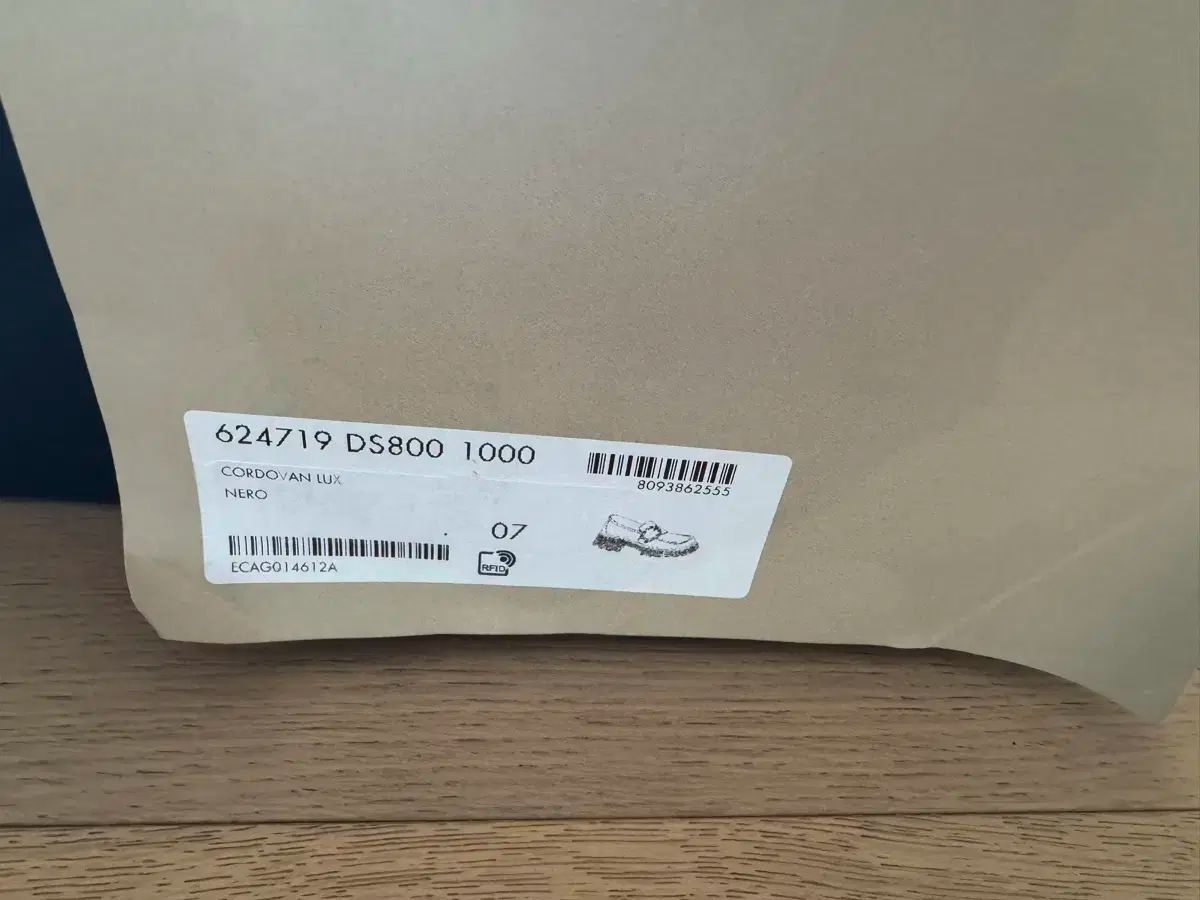 624719 DS800 1000
8093862555
CORDOVAN LUX
NERO
07
RFID
ECAG014612A